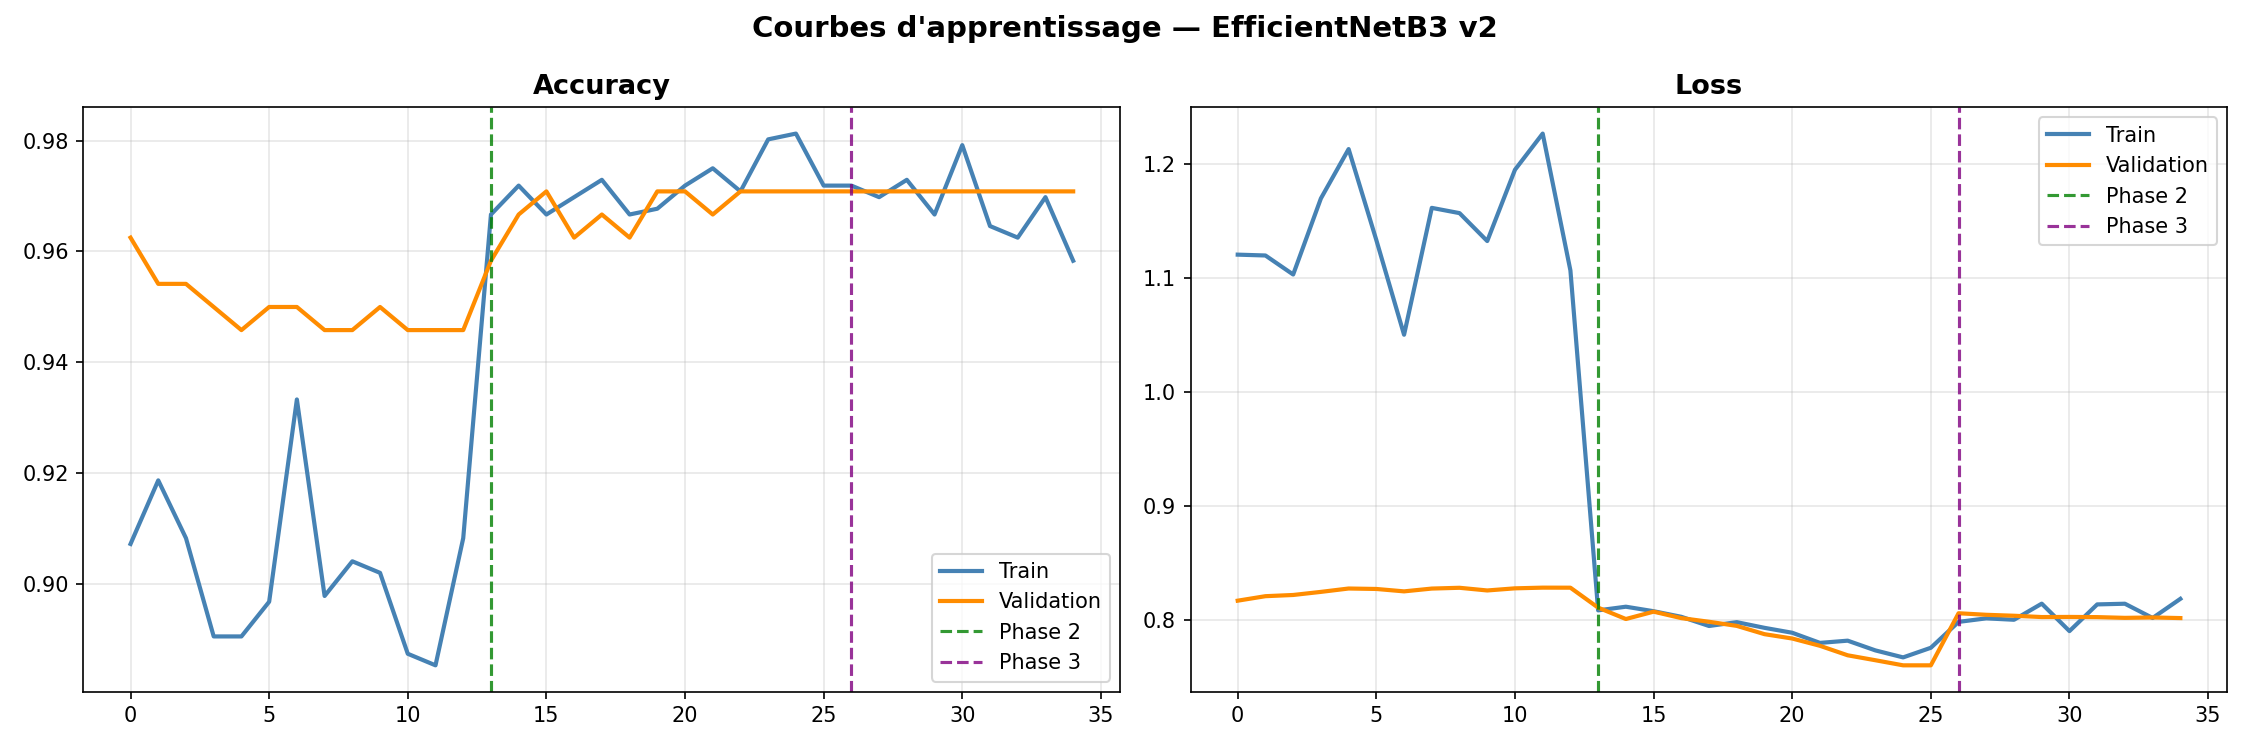 Courbes d'apprentissage — EfficientNetB3 v2
Accuracy
0.98
0.96
0.94
0.92
0.90
0 5 10 15 20 25 30 35
Train
Validation
Phase 2
Phase 3
Loss
1.2
1.1
1.0
0.9
0.8
0 5 10 15 20 25 30 35
Train
Validation
Phase 2
Phase 3